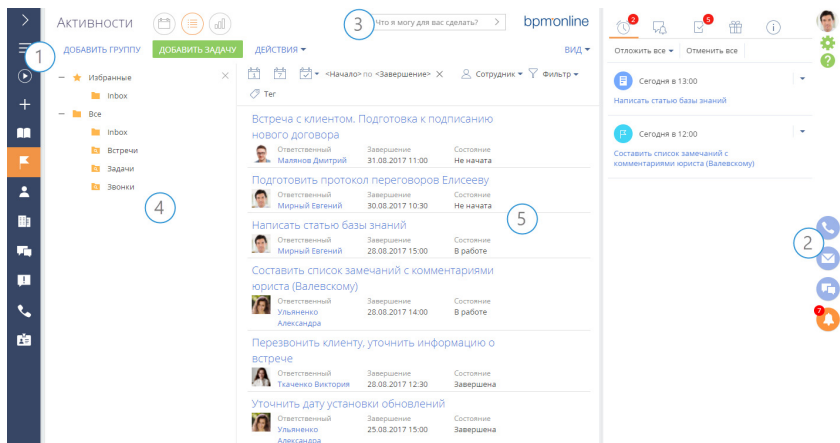 Активности
3
Что я могу для вас сделать?
bpmonline
2
5
1
ДОБАВИТЬ ГРУППУ
ДОБАВИТЬ ЗАДАЧУ
ДЕЙСТВИЯ
ВИД
Отложить все
Отменить все
Избранные
Inbox
Все
Inbox
Встречи
Задачи
Звонки
4
1
7
<Начало> по <Завершение>
Сотрудник
Фильтр
Тег
Встреча с клиентом. Подготовка к подписанию
нового договора
Ответственный Завершение Состояние
Малянов Дмитрий 31.08.2017 11:00 Не начата
Подготовить протокол переговоров Елисееву
Ответственный Завершение Состояние
Мирный Евгений 30.08.2017 10:30 Не начата
5
Написать статью базы знаний
Ответственный Завершение Состояние
Мирный Евгений 28.08.2017 15:00 В работе
Составить список замечаний с комментариями
юриста (Валевскому)
Ответственный Завершение Состояние
Ульяненко 28.08.2017 14:00 В работе
Александра
Перезвонить клиенту, уточнить информацию о
встрече
Ответственный Завершение Состояние
Ткаченко Виктория 28.08.2017 12:30 Завершена
Уточнить дату установки обновлений
Ответственный Завершение Состояние
Ульяненко 25.08.2017 15:00 Завершена
Александра
Сегодня в 13:00
Написать статью базы знаний
Сегодня в 12:00
Составить список замечаний с
комментариями юриста (Валевскому)
?
2
7